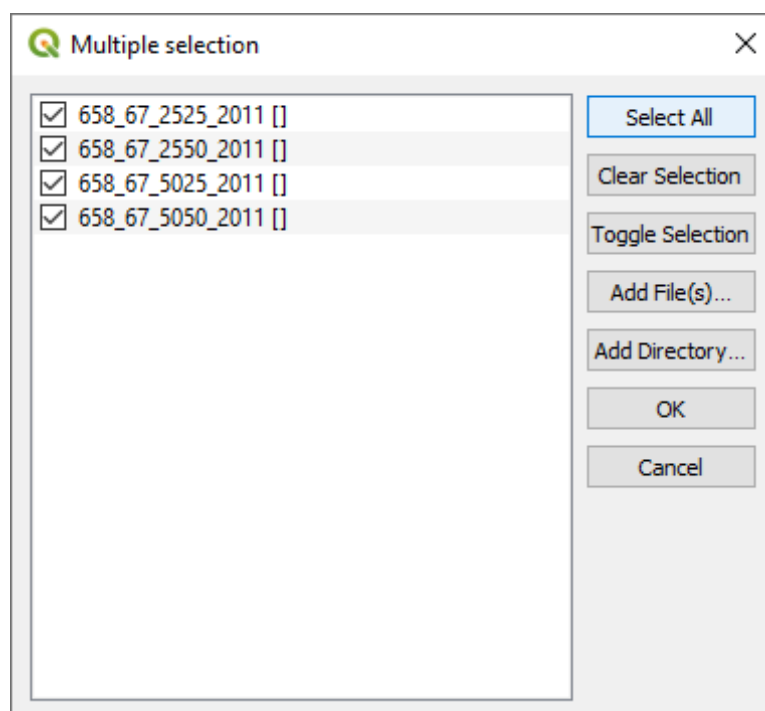 Multiple selection
658_67_2525_2011 []
658_67_2550_2011 []
658_67_5025_2011 []
658_67_5050_2011 []
Select All
Clear Selection
Toggle Selection
Add File(s)...
Add Directory...
OK
Cancel